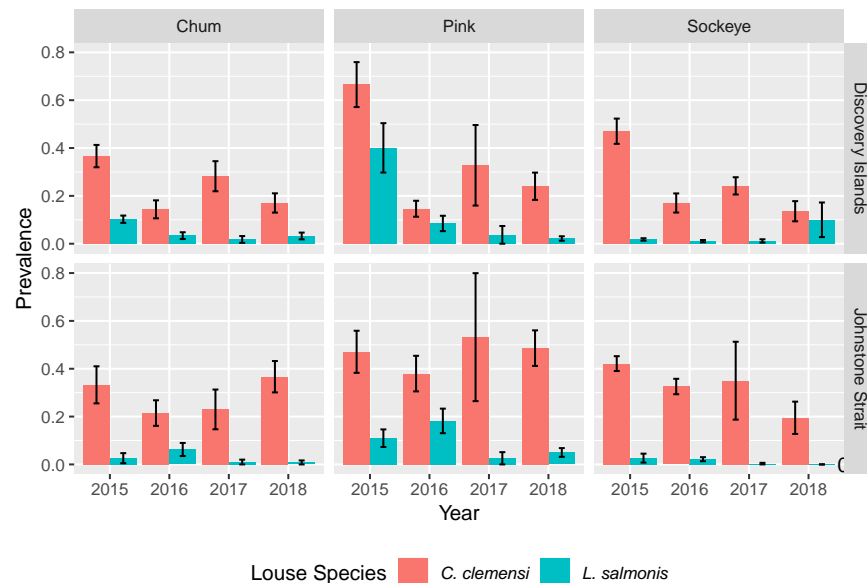 Chum Pink Sockeye
0.8
0.6
0.4
0.2
0.0
Discovery Islands
0.8
0.6
0.4
0.2
0.0
Johnstone Strait
Prevalence
2015 2016 2017 2018 2015 2016 2017 2018 2015 2016 2017 2018
Year
Louse Species C. clemensi L. salmonis